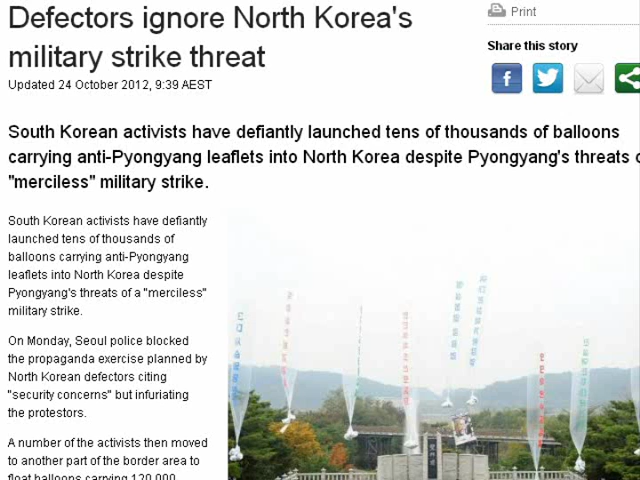 Defectors ignore North Korea's
military strike threat
Updated 24 October 2012, 9:39 AEST
Print
Share this story
South Korean activists have defiantly launched tens of thousands of balloons
carrying anti-Pyongyang leaflets into North Korea despite Pyongyang's threats
"merciless" military strike.
South Korean activists have defiantly
launched tens of thousands of
balloons carrying anti-Pyongyang
leaflets into North Korea despite
Pyongyang's threats of a "merciless"
military strike.
On Monday, Seoul police blocked
the propaganda exercise planned by
North Korean defectors citing
"security concerns" but infuriating
the protestors.
A number of the activists then moved
to another part of the border area to
float balloons carrying 120,000